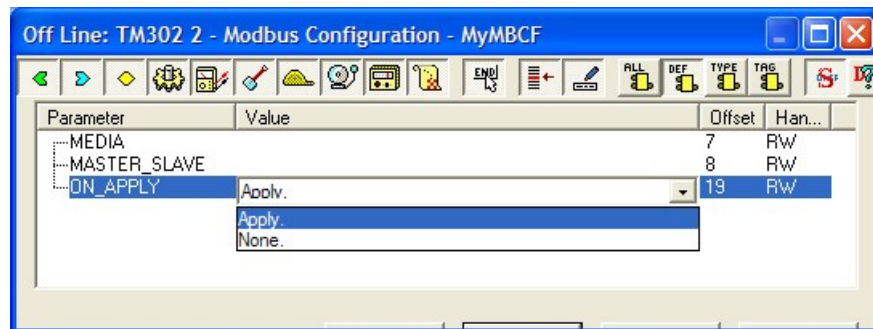 Off Line: TM302 2 - Modbus Configuration - MyMBCF
END ALL DEF TYPE TAG S D?
Parameter Value Offset Han...
MEDIA 7 RW
MASTER_SLAVE 8 RW
ON_APPLY Apply. 19 RW
Apply.
None.